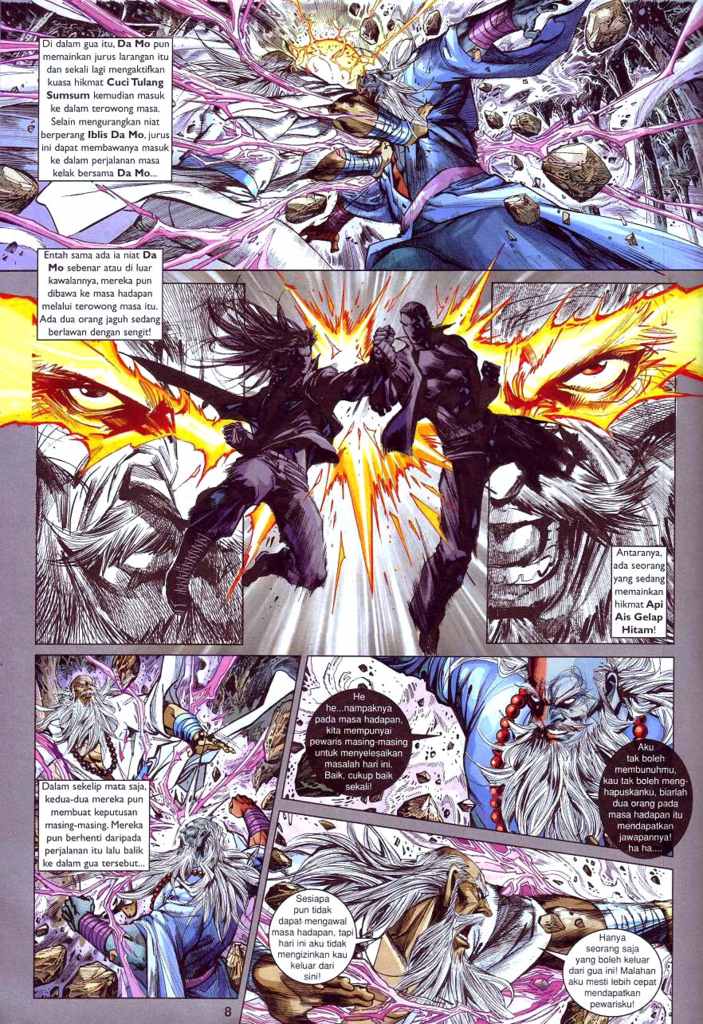 Di dalam gua itu, Da Mo pun
memainkan jurus larangan itu
dan sekali lagi mengaktifkan
kuasa hikmat Cuci Tulang
Sumsum kemudian masuk
ke dalam terowong masa.
Selain mengurangkan niat
berperang Iblis Da Mo, jurus
ini dapat membawanya masuk
ke dalam perjalanan masa
kelak bersama Da Mo...
Entah sama ada ia niat Da
Mo sebenar atau di luar
kawalannya, mereka pun
dibawa ke masa hadapan
melalui terowong masa itu.
Ada dua orang jaguh sedang
berlawan dengan sengit!
Antaranya,
ada seorang
yang sedang
memainkan
hikmat Api
Ais Gelap
Hitam!
Dalam sekelip mata saja,
kedua-dua mereka pun
membuat keputusan
masing-masing. Mereka
pun berhenti daripada
perjalanan itu lalu balik
ke dalam gua tersebut...
He
he...nampaknya
pada masa hadapan,
kita mempunyai
pewaris masing-masing
untuk menyelesaikan
masalah hari ini.
Baik, cukup baik
sekali!
Aku
tak boleh
membunuhmu,
kau tak boleh meng-
hapuskanku, biarlah
dua orang pada
masa hadapan itu
mendapatkan
jawapannya!
ha ha....
Sesiapa
pun tidak
dapat mengawal
masa hadapan, tapi
hari ini aku tidak
mengizinkan kau
keluar dari
sini!
Hanya
seorang saja
yang boleh keluar
dari gua ini! Malahan
aku mesti lebih cepat
mendapatkan
pewarisku!
8